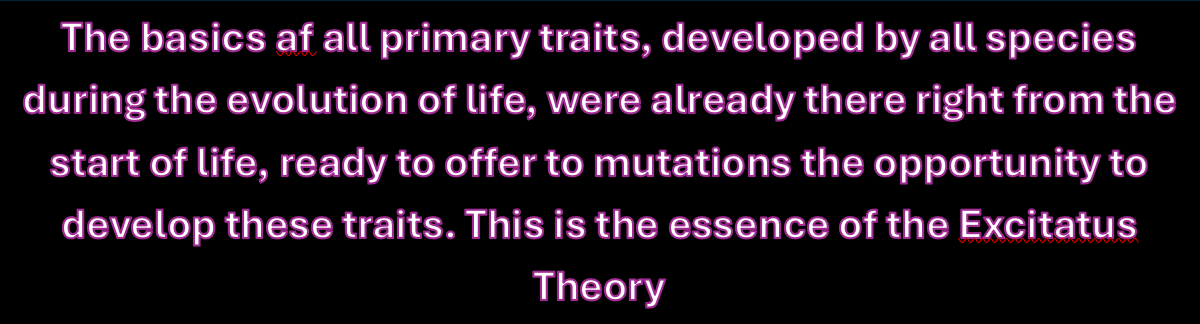 The basics af all primary traits, developed by all species
during the evolution of life, were already there right from the
start of life, ready to offer to mutations the opportunity to
develop these traits. This is the essence of the Excitatus
Theory